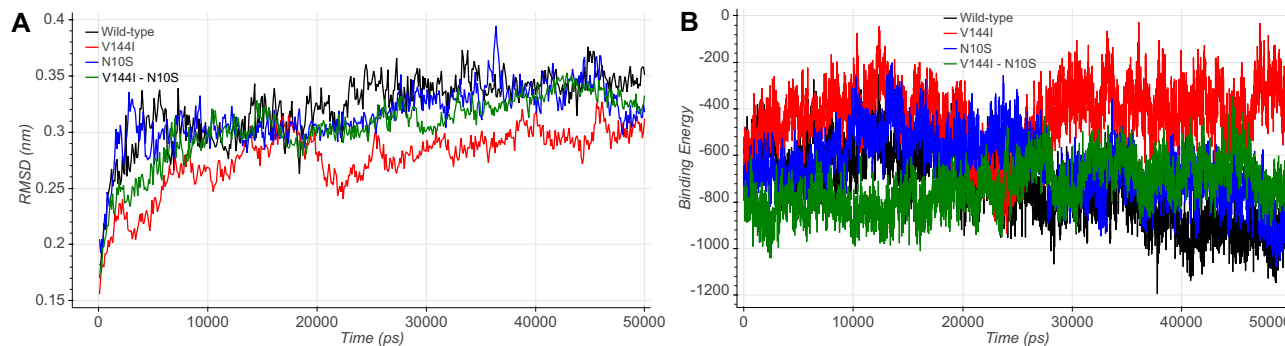 A
Wild-type
V144I
N10S
V144I - N10S
0.4
0.35
0.3
0.25
0.2
0.15
RMSD (nm)
0
10000
20000
30000
40000
50000
Time (ps)
B
Wild-type
V144I
N10S
V144I - N10S
0
-200
-400
-600
-800
-1000
-1200
Binding Energy
0
10000
20000
30000
40000
50000
Time (ps)